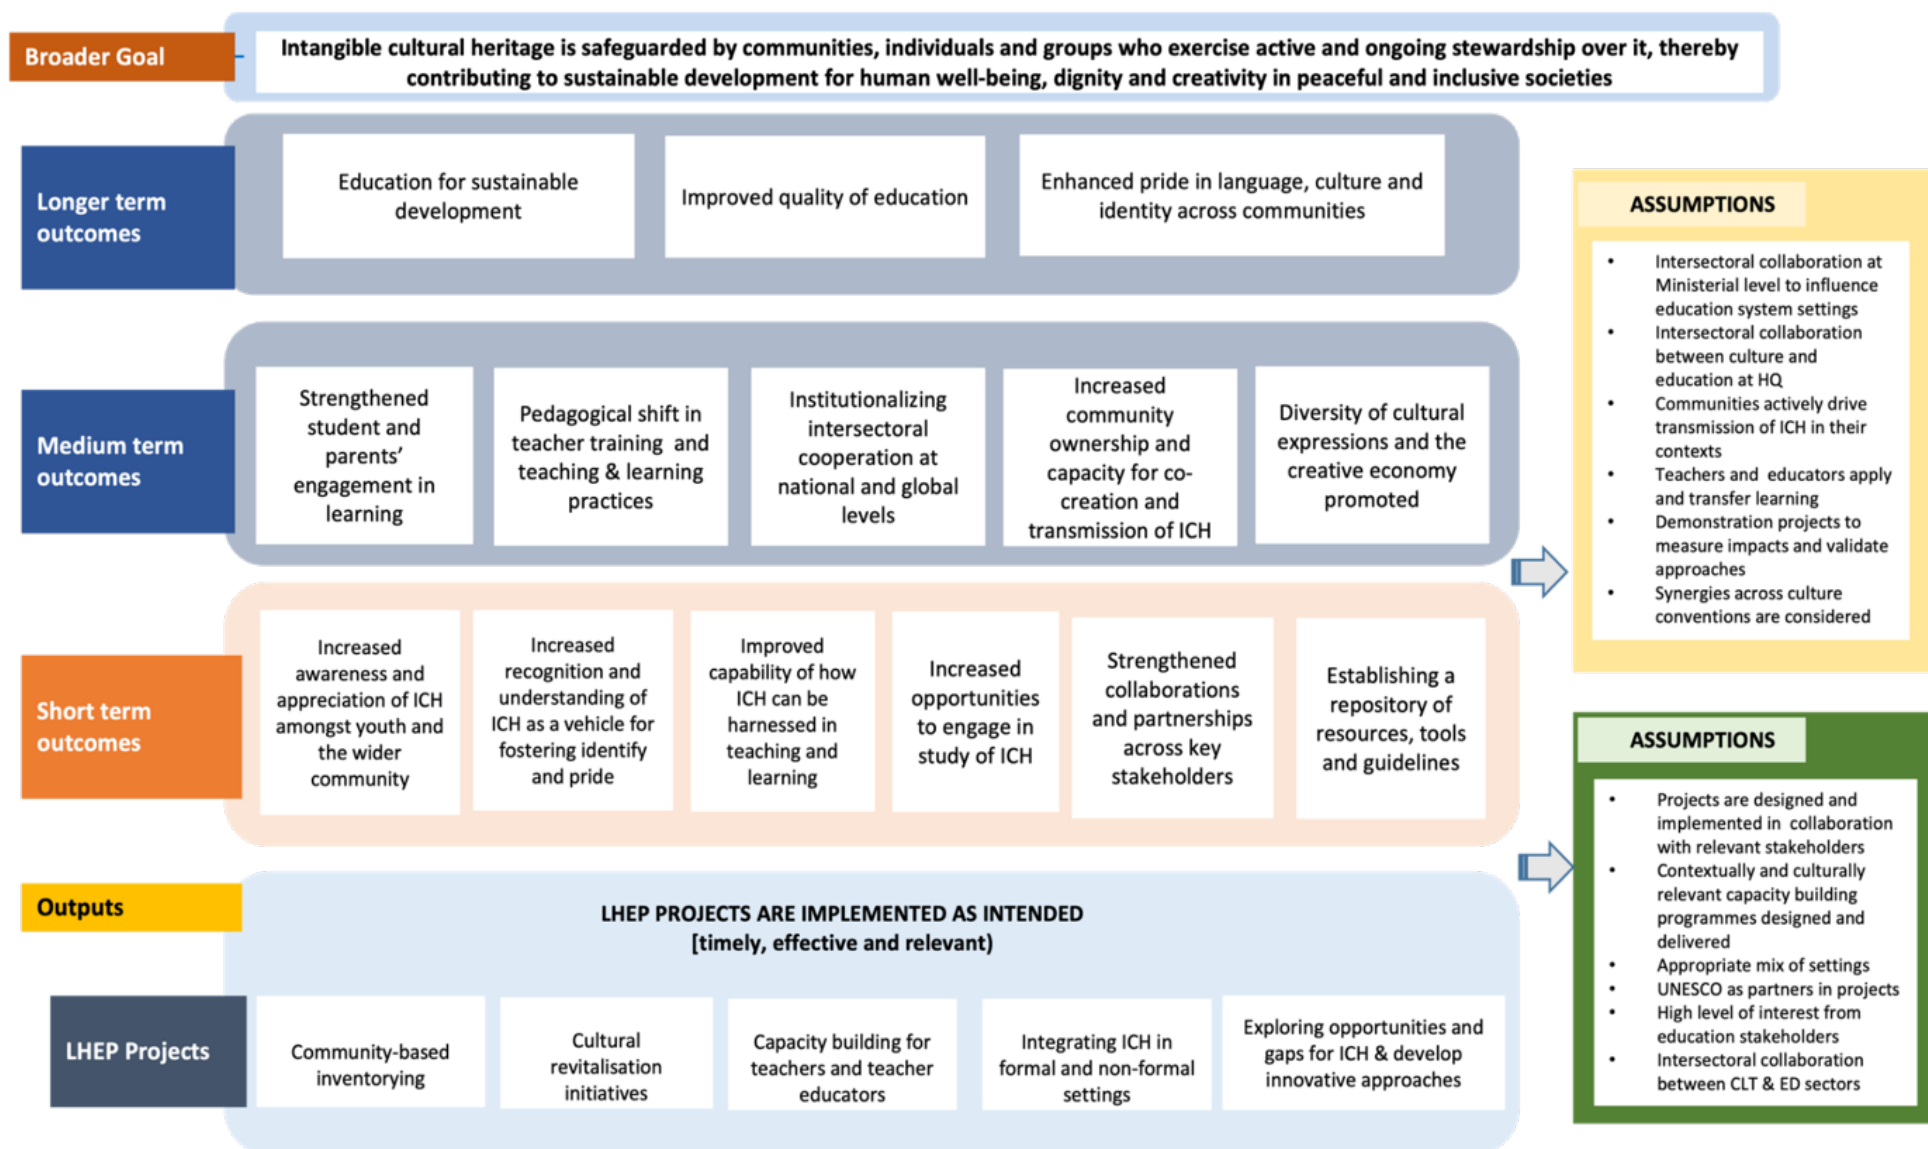 Broader Goal
Intangible cultural heritage is safeguarded by communities, individuals and groups who exercise active and ongoing stewardship over it, thereby
contributing to sustainable development for human well-being, dignity and creativity in peaceful and inclusive societies
Longer term
outcomes
Education for sustainable
development
Improved quality of education
Enhanced pride in language, culture and
identity across communities
Medium term
outcomes
Strengthened
student and
parents’
engagement in
learning
Pedagogical shift in
teacher training and
teaching & learning
practices
Institutionalizing
intersectoral
cooperation at
national and global
levels
Increased
community
ownership and
capacity for co-
creation and
transmission of ICH
Diversity of cultural
expressions and the
creative economy
promoted
Short term
outcomes
Increased
awareness and
appreciation of ICH
amongst youth and
the wider
community
Increased
recognition and
understanding of
ICH as a vehicle for
fostering identify
and pride
Improved
capability of how
ICH can be
harnessed in
teaching and
learning
Increased
opportunities
to engage in
study of ICH
Strengthened
collaborations
and partnerships
across key
stakeholders
Establishing a
repository of
resources, tools
and guidelines
Outputs
LHEP PROJECTS ARE IMPLEMENTED AS INTENDED
[timely, effective and relevant)
LHEP Projects
Community-based
inventorying
Cultural
revitalisation
initiatives
Capacity building for
teachers and teacher
educators
Integrating ICH in
formal and non-formal
settings
Exploring opportunities and
gaps for ICH & develop
innovative approaches
ASSUMPTIONS
• Intersectoral collaboration at
Ministerial level to influence
education system settings
• Intersectoral collaboration
between culture and
education at HQ
• Communities actively drive
transmission of ICH in their
contexts
• Teachers and educators apply
and transfer learning
• Demonstration projects to
measure impacts and validate
approaches
• Synergies across culture
conventions are considered
ASSUMPTIONS
• Projects are designed and
implemented in collaboration
with relevant stakeholders
• Contextually and culturally
relevant capacity building
programmes designed and
delivered
• Appropriate mix of settings
• UNESCO as partners in projects
• High level of interest from
education stakeholders
• Intersectoral collaboration
between CLT & ED sectors